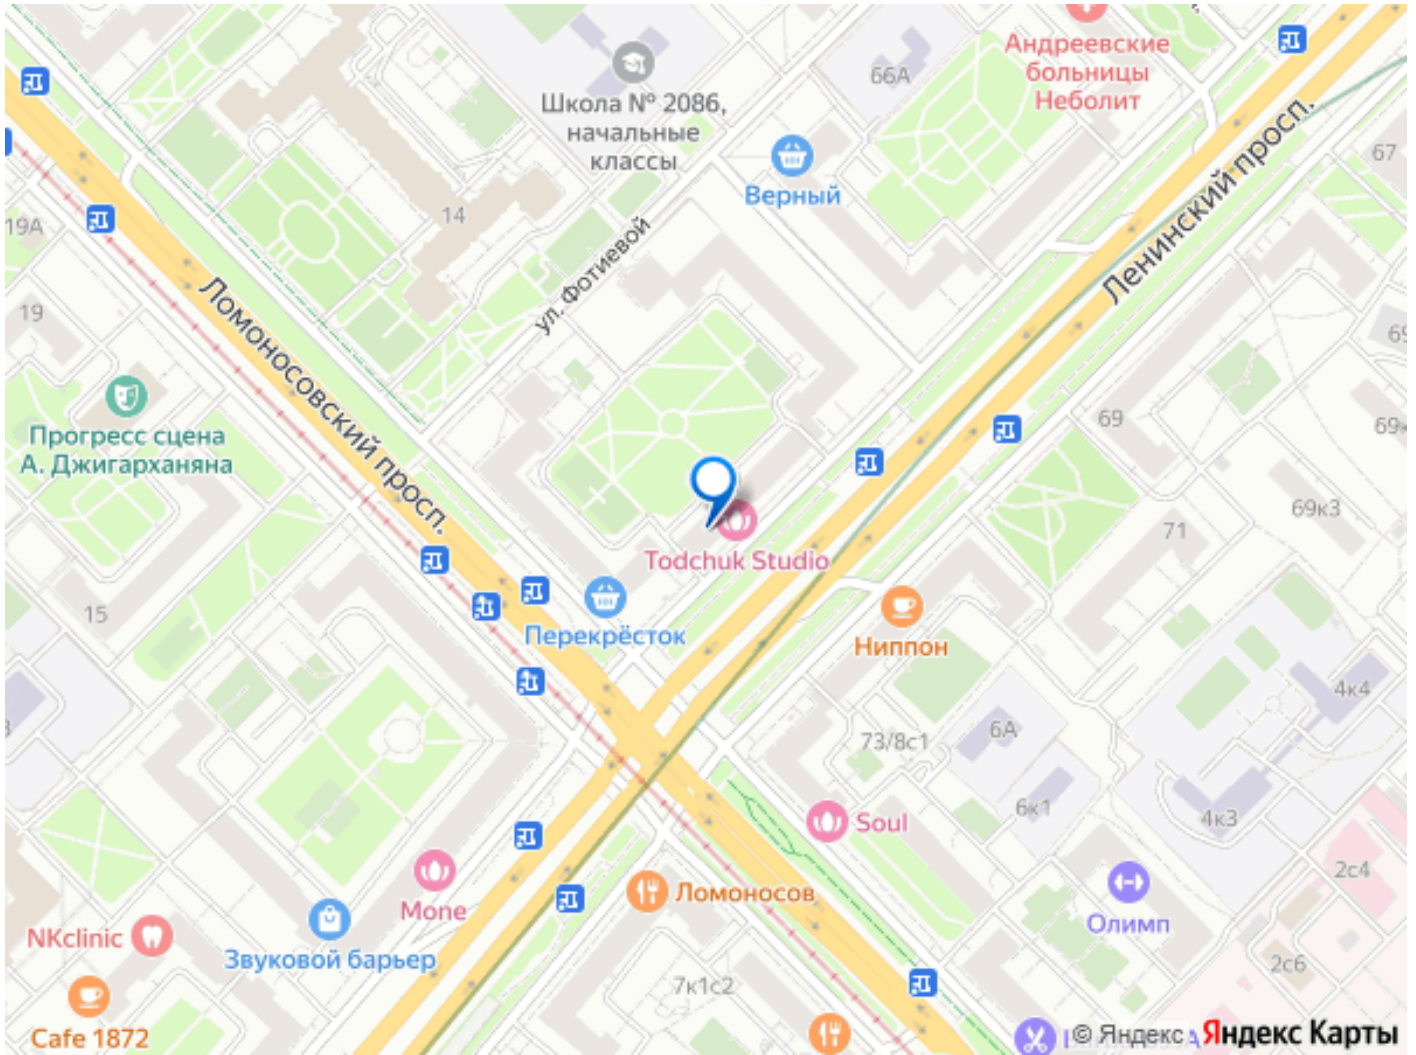 Андреевские
больницы
Неболит
66А
Школа № 2086,
начальные
классы
Верный
Ленинский просп.
67
14
19А
ул. Фотиевой
Ломоносовский просп.
19
69
Прогресс сцена
А. Джигарханяна
69к3
71
Todchuk Studio
15
Перекрёсток
Ниппон
4к4
73/8с1
6А
6к1
4к3
Soul
2с4
Ломоносов
Mone
Олимп
NKclinic
Звуковой барьер
2с6
7к1с2
Cafe 1872
© Яндекс Яндекс Карты